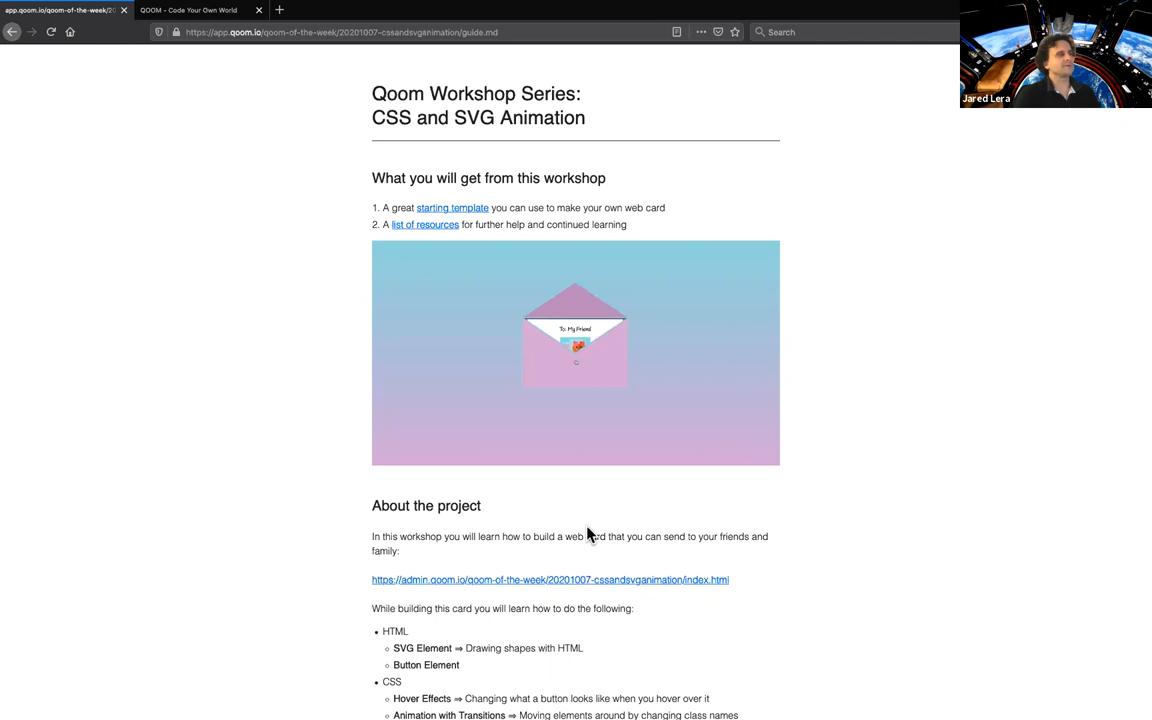 app.qoom.io/qoom-of-the-week/20
QOOM - Code Your Own World
https://app.qoom.io/qoom-of-the-week/20201007-cssandsvganimation/guide.md
Search
Jared Lera
Qoom Workshop Series:
CSS and SVG Animation
What you will get from this workshop
1. A great starting template you can use to make your own web card
2. A list of resources for further help and continued learning
To: My Friend
About the project
In this workshop you will learn how to build a web card that you can send to your friends and
family:
https://admin.qoom.io/qoom-of-the-week/20201007-cssandsvganimation/index.html
While building this card you will learn how to do the following:
• HTML
○ SVG Element ⇒ Drawing shapes with HTML
○ Button Element
• CSS
○ Hover Effects ⇒ Changing what a button looks like when you hover over it
○ Animation with Transitions ⇒ Moving elements around by changing class names